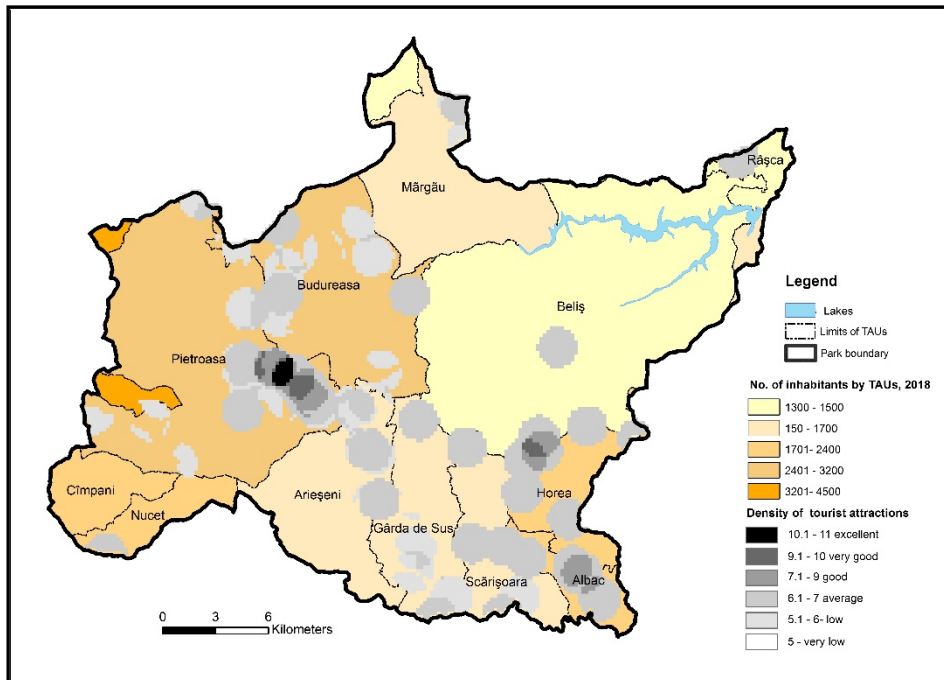 Râşca
Mărgău
Budureasa
Beliş
Pietroasa
Cîmpani
Nucet
Arieşeni
Gârda de Sus
Horea
Scărişoara
Albac
0 3 6
Kilometers
Legend
Lakes
Limits of TAUs
Park boundary
No. of inhabitants by TAUs, 2018
1300 - 1500
150 - 1700
1701- 2400
2401 - 3200
3201- 4500
Density of tourist attractions
10.1 - 11 excellent
9.1 - 10 very good
7.1 - 9 good
6.1 - 7 average
5.1 - 6- low
5 - very low